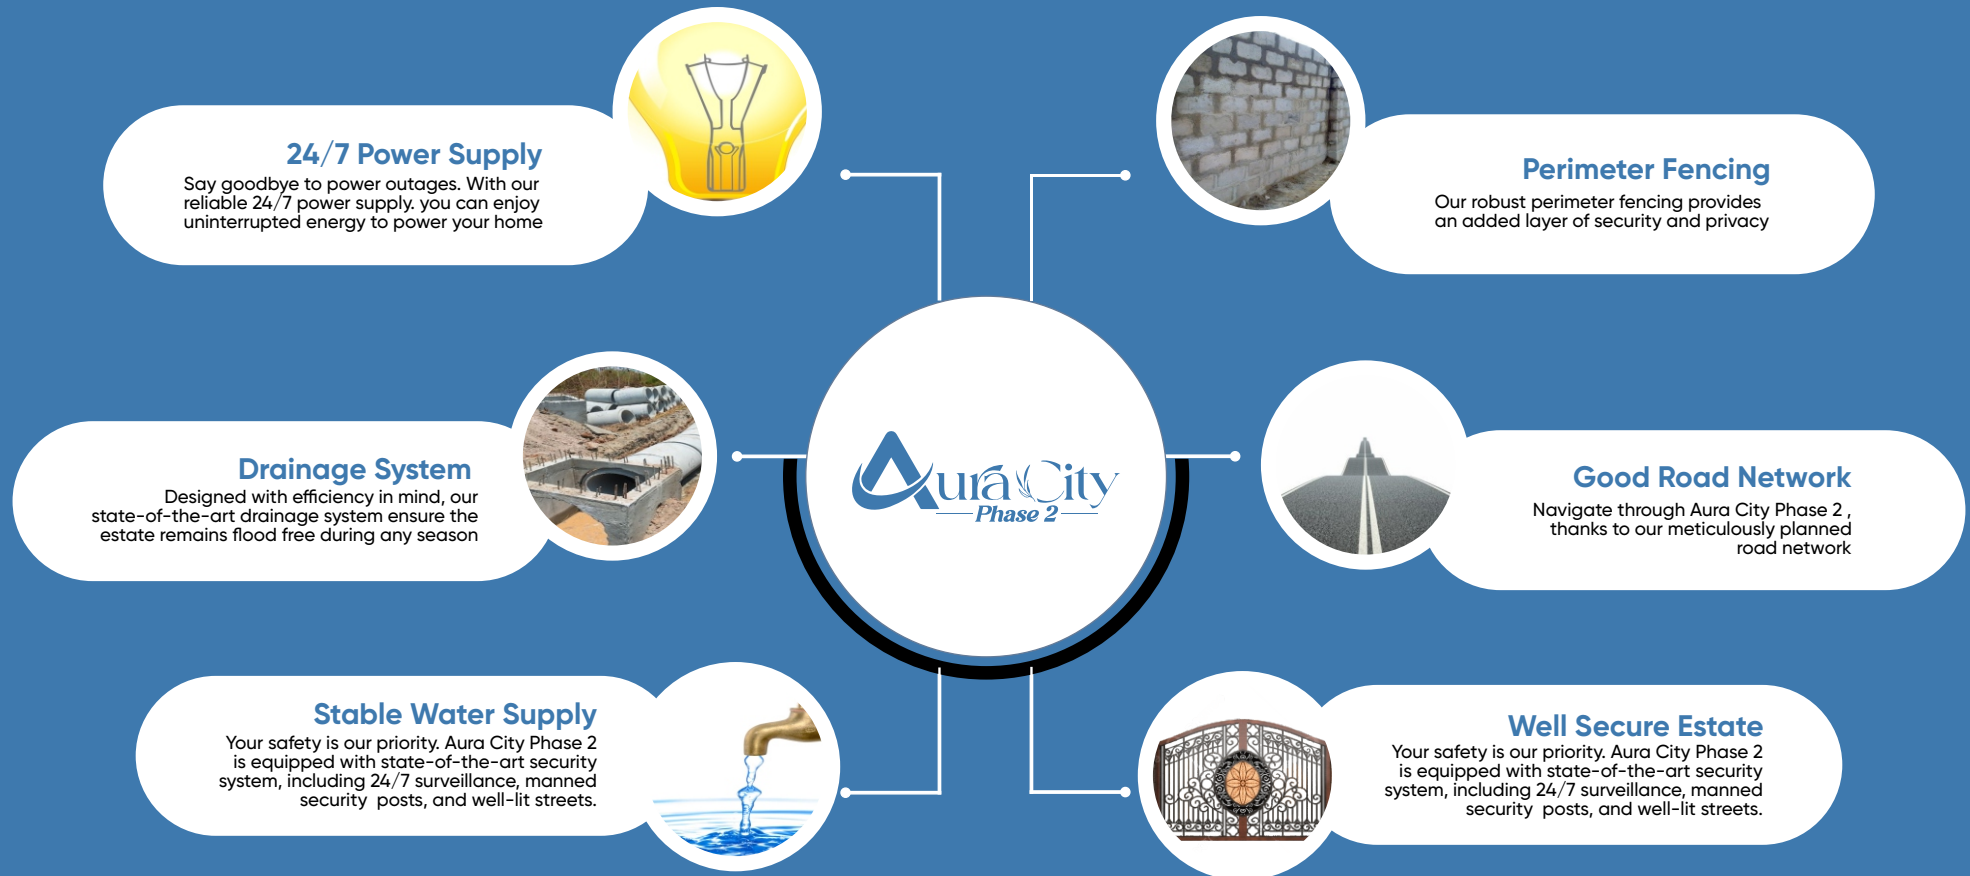 24/7 Power Supply
Say goodbye to power outages. With our
reliable 24/7 power supply. you can enjoy
uninterrupted energy to power your home
Perimeter Fencing
Our robust perimeter fencing provides
an added layer of security and privacy
Drainage System
Designed with efficiency in mind, our
state-of-the-art drainage system ensure the
estate remains flood free during any season
Aura City
Phase 2
Good Road Network
Navigate through Aura City Phase 2 ,
thanks to our meticulously planned
road network
Stable Water Supply
Your safety is our priority. Aura City Phase 2
is equipped with state-of-the-art security
system, including 24/7 surveillance, manned
security posts, and well-lit streets.
Well Secure Estate
Your safety is our priority. Aura City Phase 2
is equipped with state-of-the-art security
system, including 24/7 surveillance, manned
security posts, and well-lit streets.